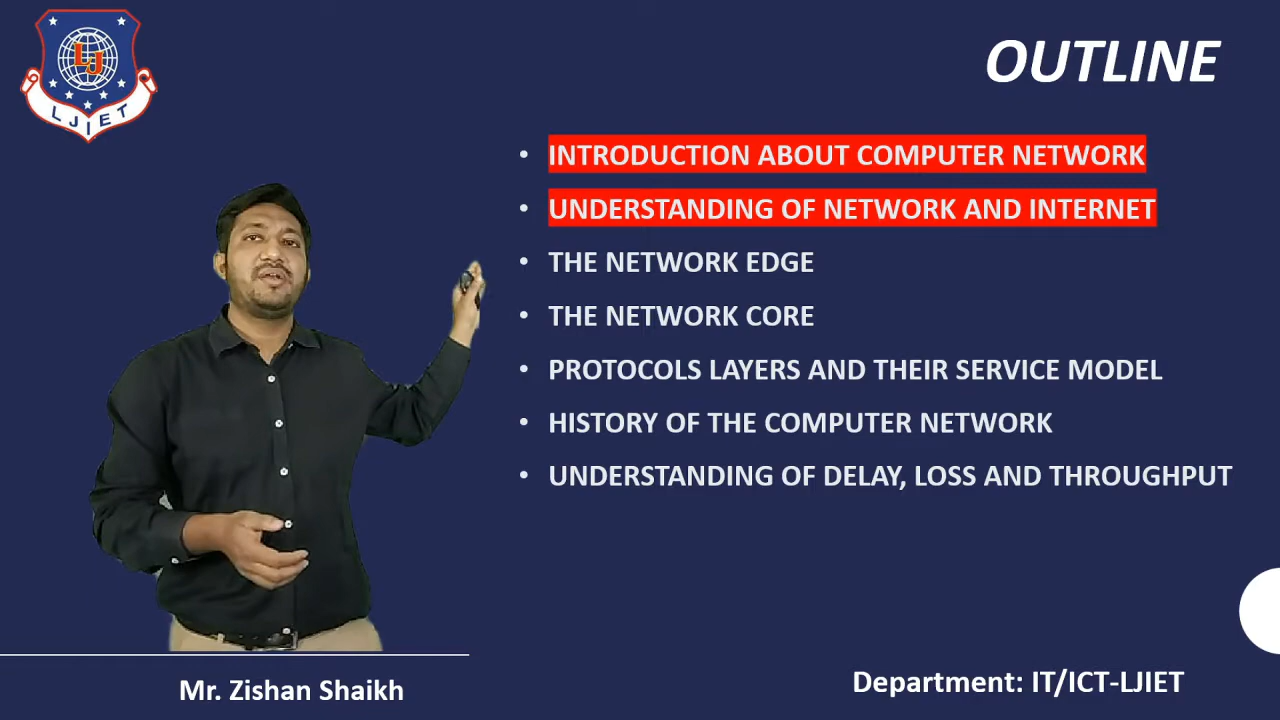 LJ
LJIET
OUTLINE
• INTRODUCTION ABOUT COMPUTER NETWORK
• UNDERSTANDING OF NETWORK AND INTERNET
• THE NETWORK EDGE
• THE NETWORK CORE
• PROTOCOLS LAYERS AND THEIR SERVICE MODEL
• HISTORY OF THE COMPUTER NETWORK
• UNDERSTANDING OF DELAY, LOSS AND THROUGHPUT
Mr. Zishan Shaikh
Department: IT/ICT-LJIET